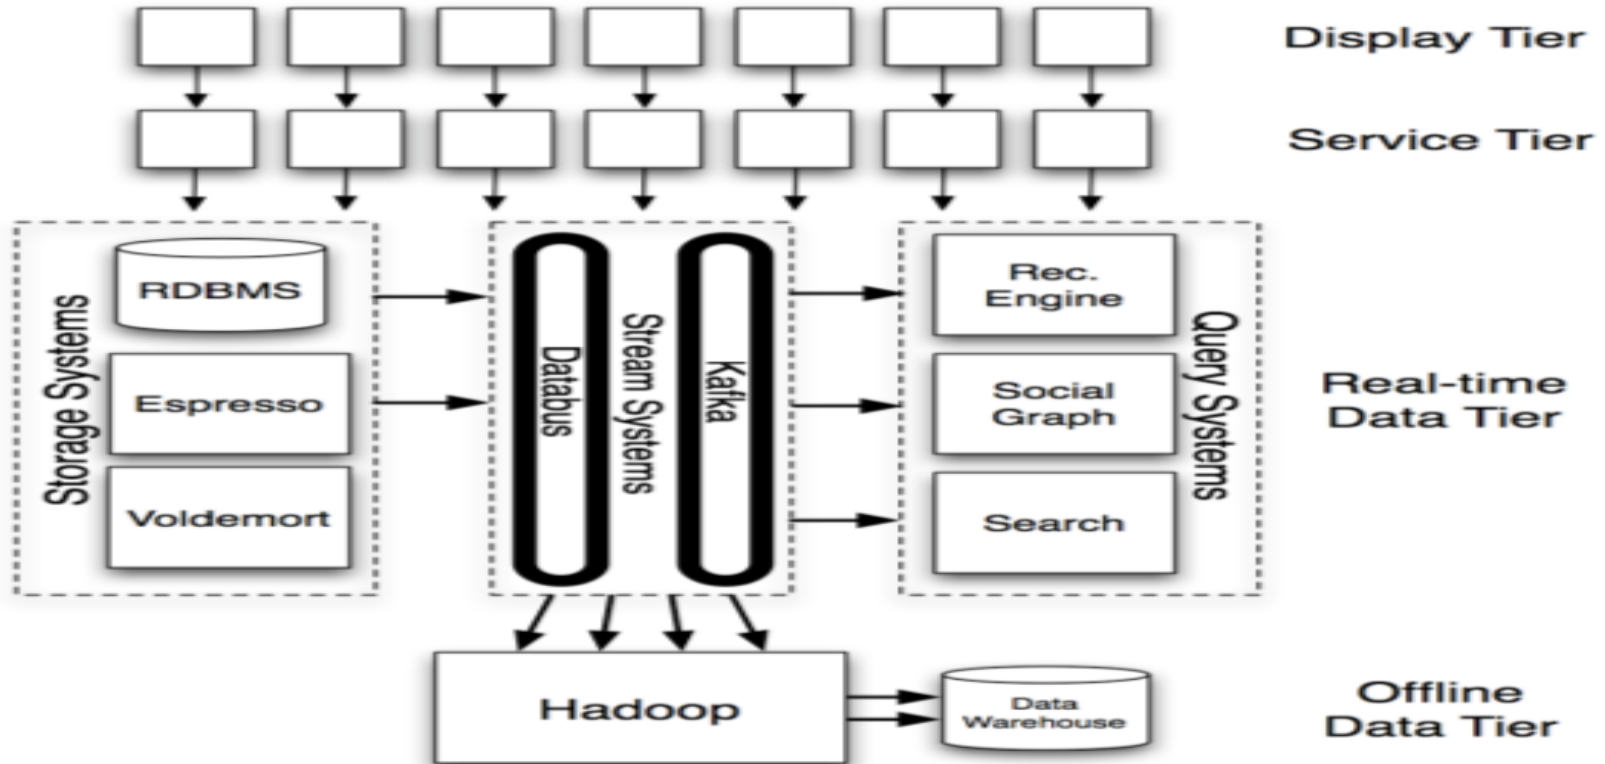 Display Tier
Service Tier
Storage Systems
RDBMS
Espresso
Voldemort
Databus
Stream Systems
Kafka
Rec.
Engine
Social
Graph
Search
Query Systems
Real-time
Data Tier
Hadoop
Data
Warehouse
Offline
Data Tier